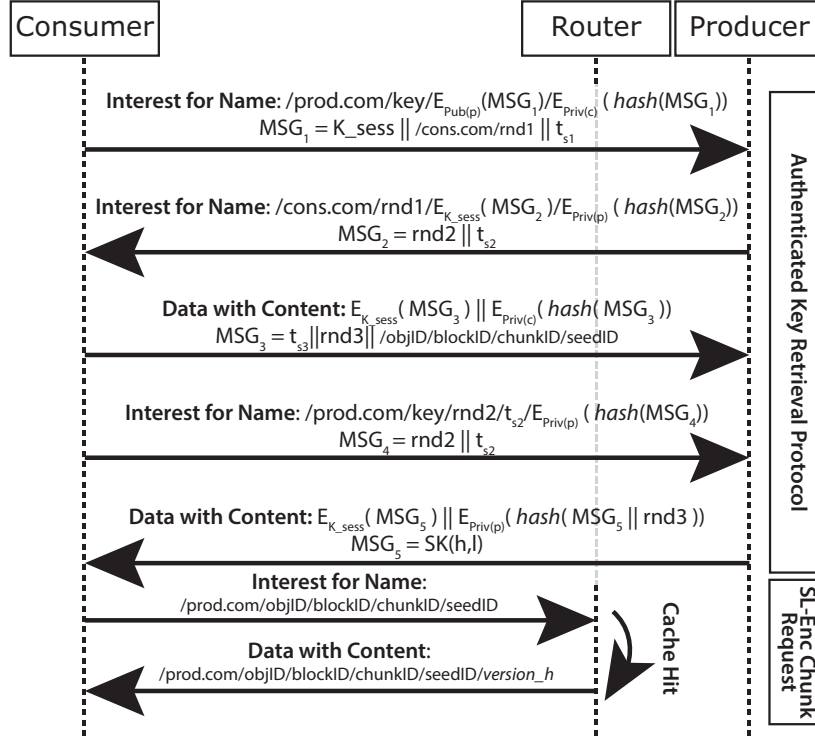 Consumer
Router
Producer
Interest for Name: /prod.com/key/E_Pub(p)(MSG_1)/E_Priv(c) ( hash(MSG_1))
MSG_1 = K_sess || /cons.com/rnd1 || t_s1
Interest for Name: /cons.com/rnd1/E_K_sess( MSG_2 )/E_Priv(p) ( hash(MSG_2))
MSG_2 = rnd2 || t_s2
Data with Content: E_K_sess( MSG_3 ) || E_Priv(c)( hash( MSG_3 ))
MSG_3 = t_s3||rnd3|| /objID/blockID/chunkID/seedID
Interest for Name: /prod.com/key/rnd2/t_s2/E_Priv(p) ( hash(MSG_4))
MSG_4 = rnd2 || t_s2
Data with Content: E_K_sess( MSG_5 ) || E_Priv(p)( hash( MSG_5 || rnd3 ))
MSG_5 = SK(h,l)
Authenticated Key Retrieval Protocol
Interest for Name:
/prod.com/objID/blockID/chunkID/seedID
Data with Content:
/prod.com/objID/blockID/chunkID/seedID/version_h
Cache Hit
SL-Enc Chunk
Request